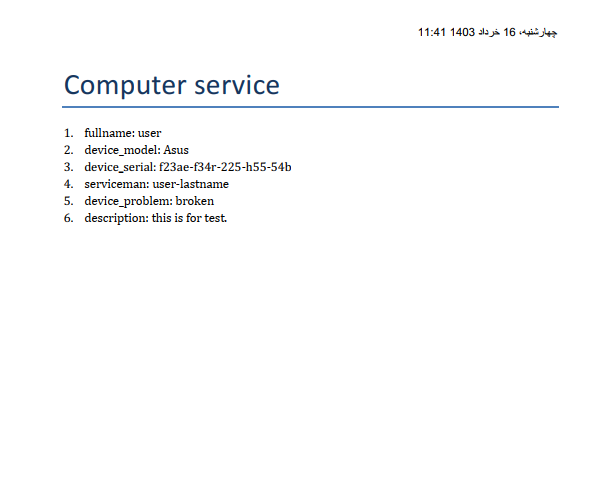 چهارشنبه، 16 خرداد 1403 11:41
Computer service
1. fullname: user
2. device_model: Asus
3. device_serial: f23ae-f34r-225-h55-54b
4. serviceman: user-lastname
5. device_problem: broken
6. description: this is for test.